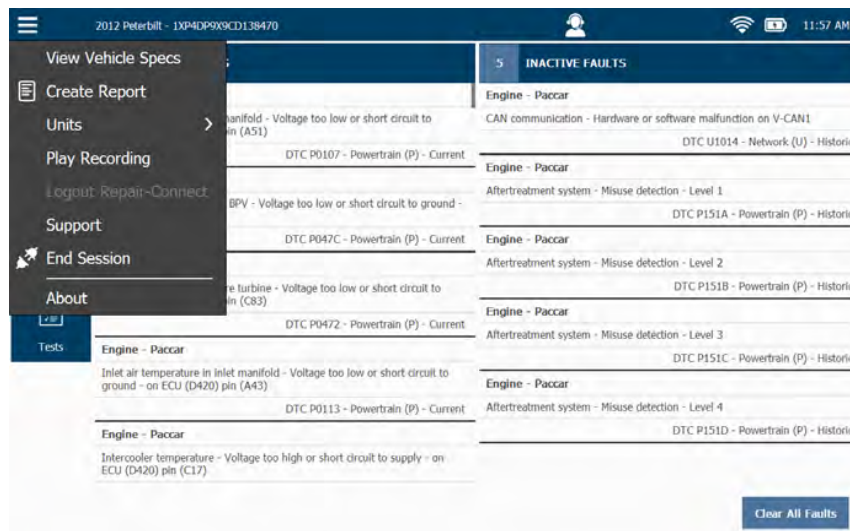 2012 Peterbilt - 1XP4DP9X9CD138470
11:57 AM
View Vehicle Specs
Create Report
Units
Play Recording
Logout Repair-Connect
Support
End Session
About
Tests
manifold - Voltage too low or short circuit to
in (A51)
DTC P0107 - Powertrain (P) - Current
BPV - Voltage too low or short circuit to ground -
DTC P047C - Powertrain (P) - Current
re turbine - Voltage too low or short circuit to
in (C83)
DTC P0472 - Powertrain (P) - Current
Engine - Paccar
Inlet air temperature in inlet manifold - Voltage too low or short circuit to
ground - on ECU (D420) pin (A43)
DTC P0113 - Powertrain (P) - Current
Engine - Paccar
Intercooler temperature - Voltage too high or short circuit to supply - on
ECU (D420) pin (C17)
5 INACTIVE FAULTS
Engine - Paccar
CAN communication - Hardware or software malfunction on V-CAN1
DTC U1014 - Network (U) - Historic
Engine - Paccar
Aftertreatment system - Misuse detection - Level 1
DTC P151A - Powertrain (P) - Historic
Engine - Paccar
Aftertreatment system - Misuse detection - Level 2
DTC P151B - Powertrain (P) - Historic
Engine - Paccar
Aftertreatment system - Misuse detection - Level 3
DTC P151C - Powertrain (P) - Historic
Engine - Paccar
Aftertreatment system - Misuse detection - Level 4
DTC P151D - Powertrain (P) - Historic
Clear All Faults